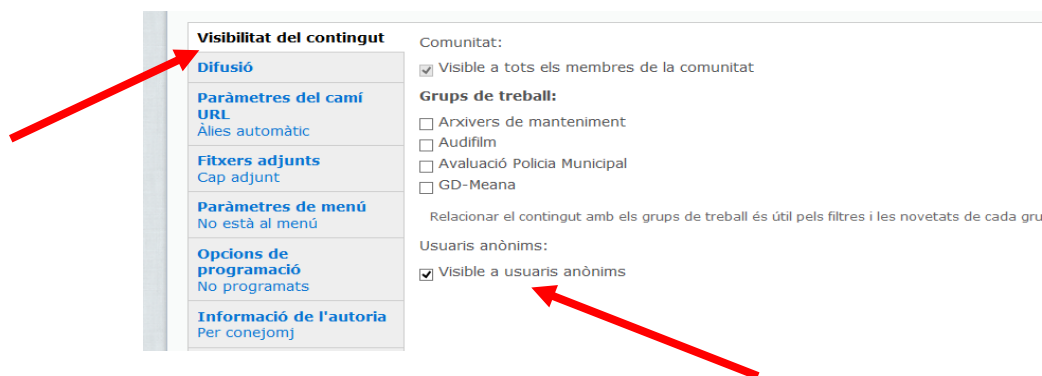 Visibilitat del contingut
Difusió
Paràmetres del camí
URL
Àlies automàtic
Fitxers adjunts
Cap adjunt
Paràmetres de menú
No està al menú
Opcions de
programació
No programats
Informació de l'autoria
Per conejomj
Comunitat:
Visible a tots els membres de la comunitat
Grups de treball:
Arxivers de manteniment
Audifilm
Avaluació Policia Municipal
GD-Meana
Relacionar el contingut amb els grups de treball és útil pels filtres i les novetats de cada gru
Usuaris anònims:
Visible a usuaris anònims